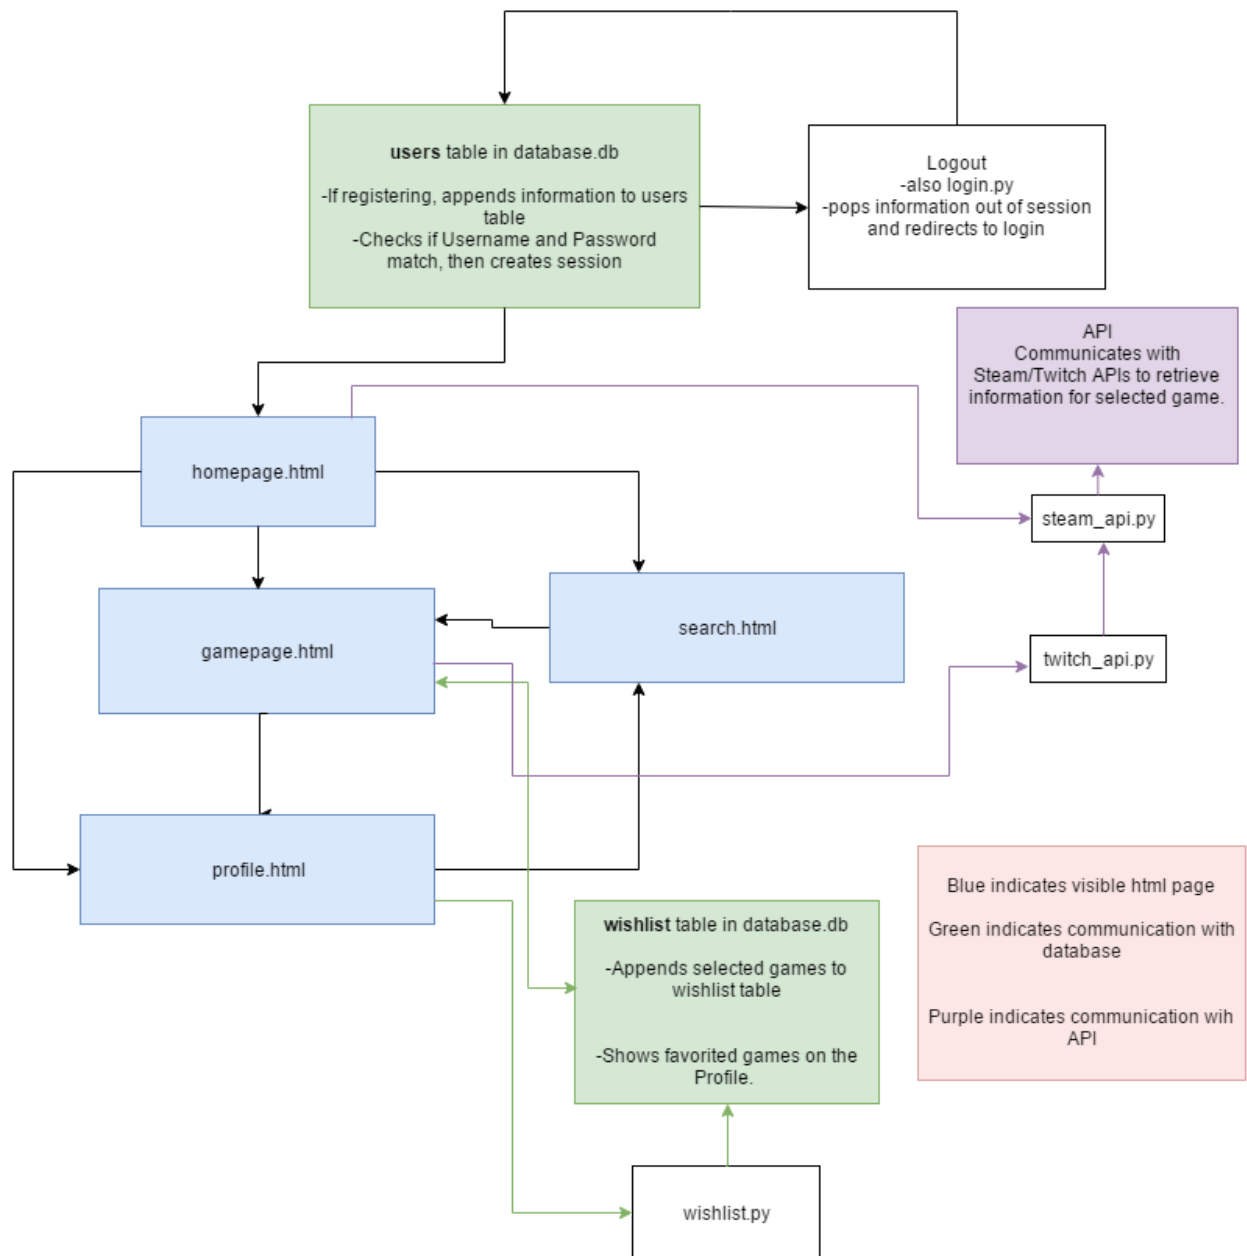 users table in database.db
-If registering, appends information to users
table
-Checks if Username and Password
match, then creates session
Logout
-also login.py
-pops information out of session
and redirects to login
API
Communicates with
Steam/Twitch APIs to retrieve
information for selected game.
homepage.html
steam_api.py
search.html
gamepage.html
twitch_api.py
profile.html
Blue indicates visible html page
Green indicates communication with
database
Purple indicates communication wih
API
wishlist table in database.db
-Appends selected games to
wishlist table
-Shows favorited games on the
Profile.
wishlist.py